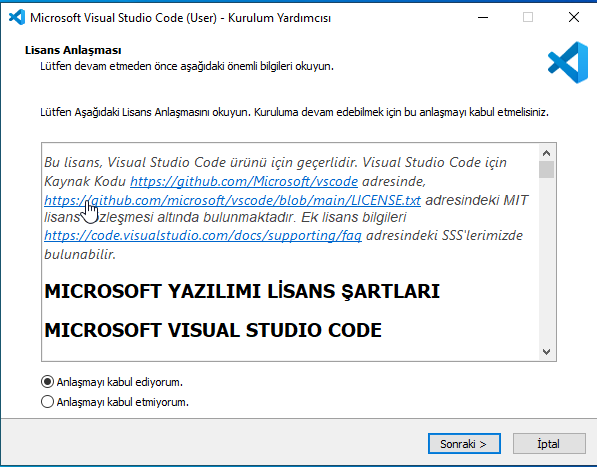 Microsoft Visual Studio Code (User) - Kurulum Yardımcısı
Lisans Anlaşması
Lütfen devam etmeden önce aşağıdaki önemli bilgileri okuyun.
Lütfen Aşağıdaki Lisans Anlaşmasını okuyun. Kuruluma devam edebilmek için bu anlaşmayı kabul etmelisiniz.
Bu lisans, Visual Studio Code ürünü için geçerlidir. Visual Studio Code için
Kaynak Kodu https://github.com/Microsoft/vscode adresinde,
https://github.com/microsoft/vscode/blob/main/LICENSE.txt adresindeki MIT
lisans sözleşmesi altında bulunmaktadır. Ek lisans bilgileri
https://code.visualstudio.com/docs/supporting/faq adresindeki SSS'lerimizde
bulunabilir.
MICROSOFT YAZILIMI LİSANS ŞARTLARI
MICROSOFT VISUAL STUDIO CODE
Anlaşmayı kabul ediyorum.
Anlaşmayı kabul etmiyorum.
Sonraki >
İptal